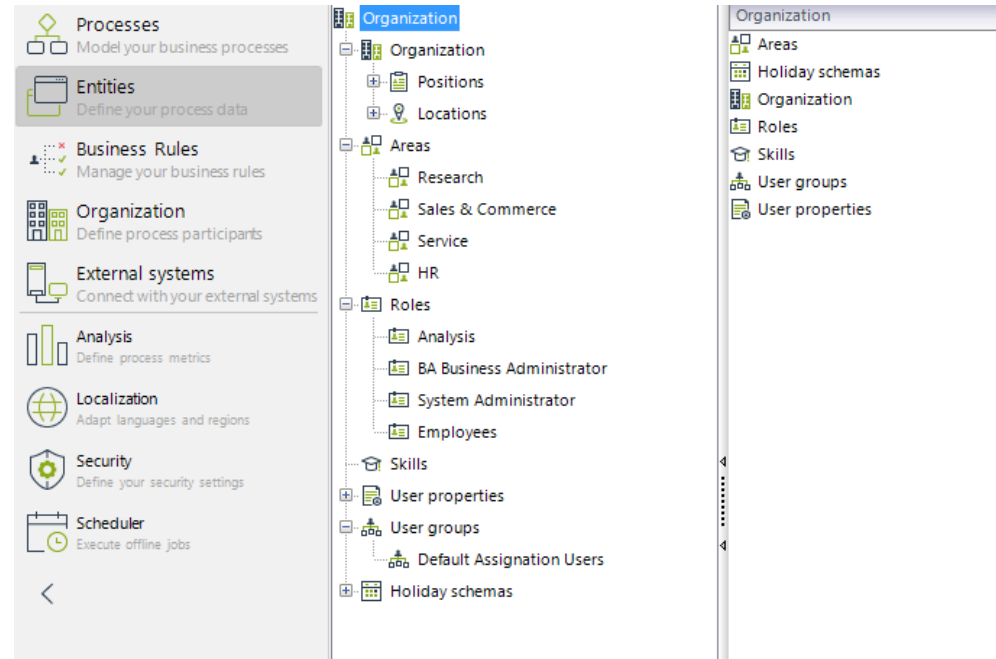 Processes
Model your business processes
Entities
Define your process data
Business Rules
Manage your business rules
Organization
Define process participants
External systems
Connect with your external systems
Analysis
Define process metrics
Localization
Adapt languages and regions
Security
Define your security settings
Scheduler
Execute offline jobs
Organization
Organization
Positions
Locations
Areas
Research
Sales & Commerce
Service
HR
Roles
Analysis
BA Business Administrator
System Administrator
Employees
Skills
User properties
User groups
Default Assignation Users
Holiday schemas
Organization
Areas
Holiday schemas
Organization
Roles
Skills
User groups
User properties